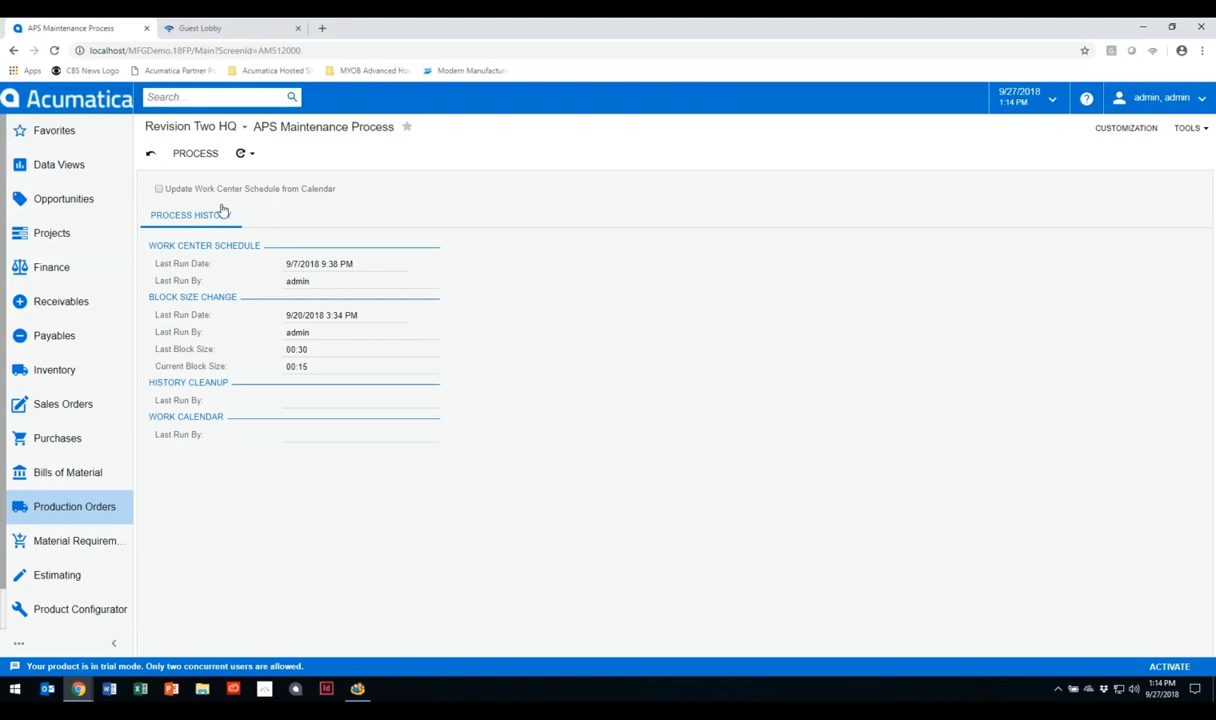 APS Maintenance Process
Guest Lobby
localhost/MFGDemo.18FP/Main?ScreenId=AM512000
Apps
CBS News Logo
Acumatica Partner P
Acumatica Hosted S
MYOB Advanced Ho
Modern Manufactu
Acumatica
Search...
9/27/2018
1:14 PM
admin, admin
Revision Two HQ
APS Maintenance Process
CUSTOMIZATION
TOOLS
PROCESS
Update Work Center Schedule from Calendar
PROCESS HISTORY
WORK CENTER SCHEDULE
Last Run Date: 9/7/2018 9:38 PM
Last Run By: admin
BLOCK SIZE CHANGE
Last Run Date: 9/20/2018 3:34 PM
Last Run By: admin
Last Block Size: 00:30
Current Block Size: 00:15
HISTORY CLEANUP
Last Run By:
WORK CALENDAR
Last Run By:
Favorites
Data Views
Opportunities
Projects
Finance
Receivables
Payables
Inventory
Sales Orders
Purchases
Bills of Material
Production Orders
Material Requirem...
Estimating
Product Configurator
Your product is in trial mode. Only two concurrent users are allowed.
ACTIVATE
1:14 PM
9/27/2018